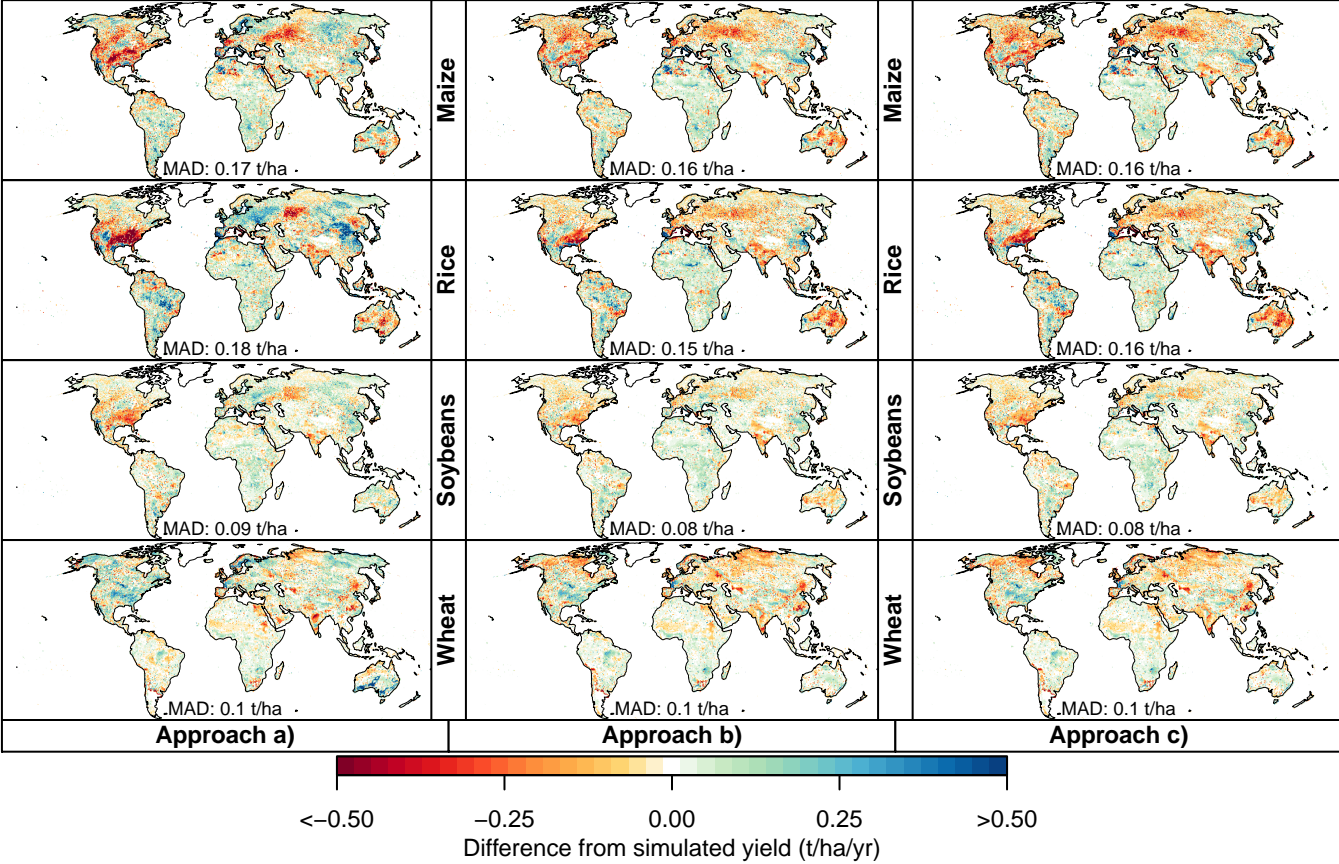 Maize
Maize
MAD: 0.17 t/ha
MAD: 0.16 t/ha
MAD: 0.16 t/ha
Rice
Rice
MAD: 0.18 t/ha
MAD: 0.15 t/ha
MAD: 0.16 t/ha
Soybeans
Soybeans
MAD: 0.09 t/ha
MAD: 0.08 t/ha
MAD: 0.08 t/ha
Wheat
Wheat
MAD: 0.1 t/ha
MAD: 0.1 t/ha
MAD: 0.1 t/ha
Approach a)
Approach b)
Approach c)
<−0.50 −0.25 0.00 0.25 >0.50
Difference from simulated yield (t/ha/yr)